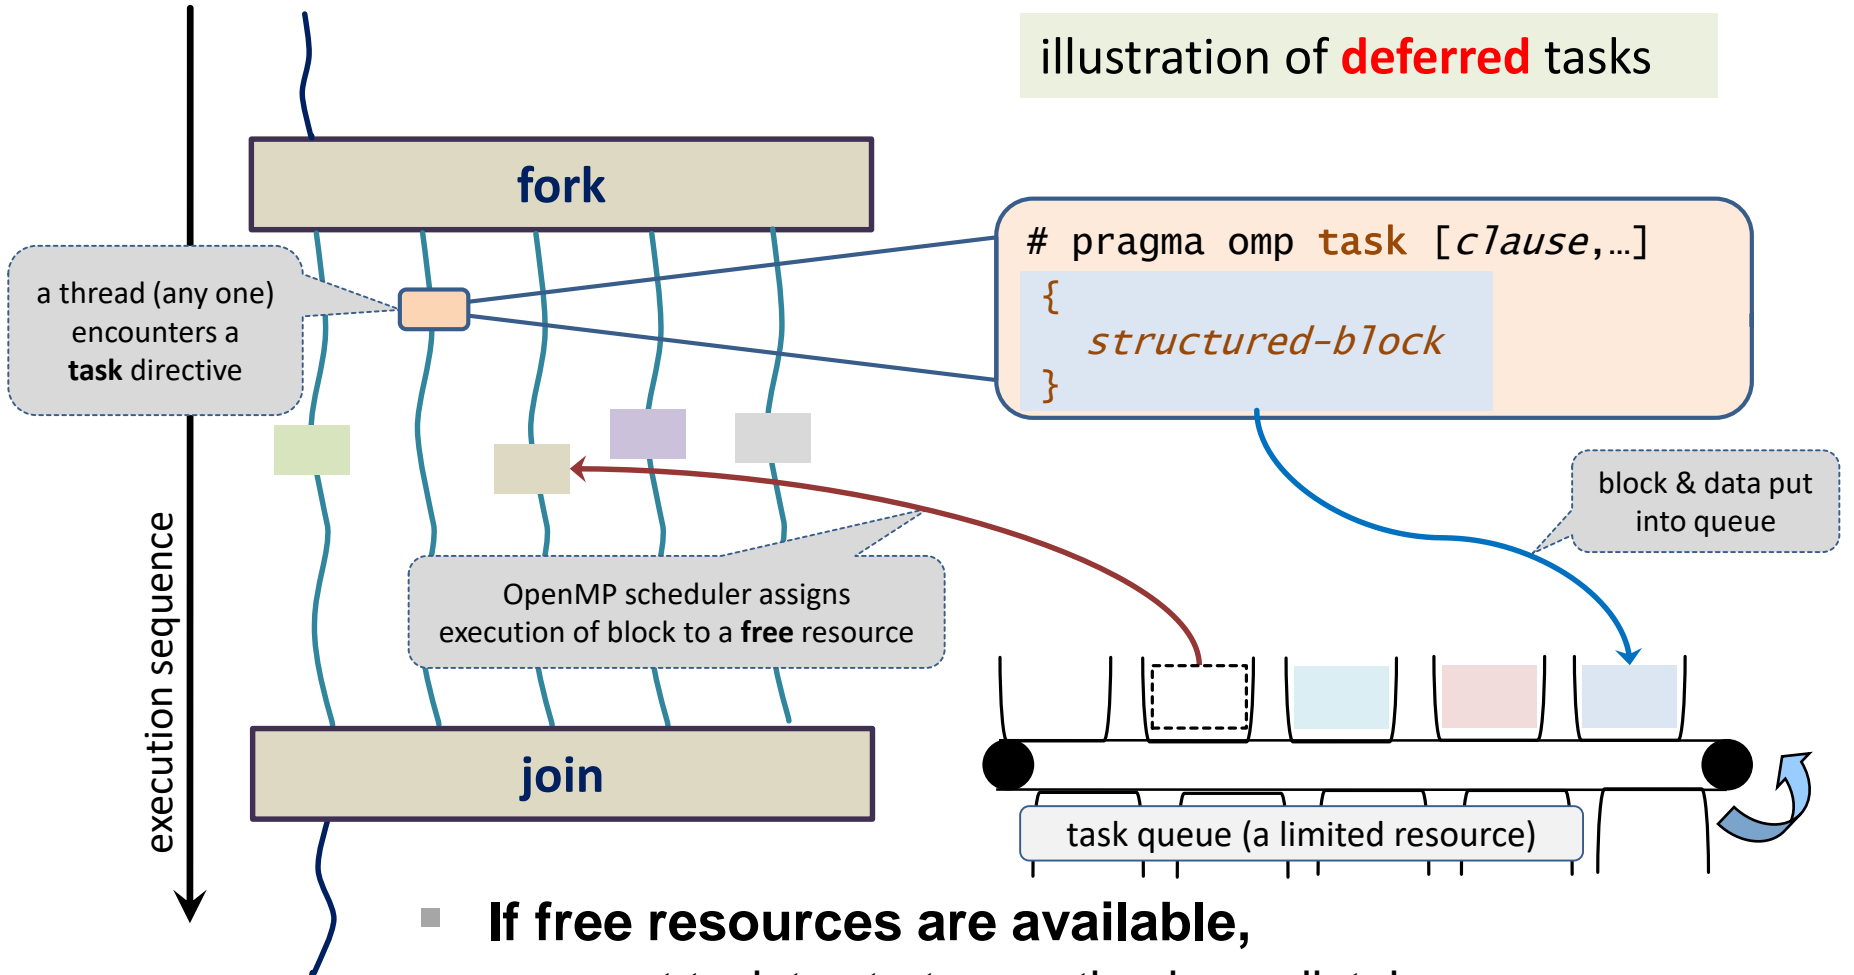 illustration of deferred tasks
fork
# pragma omp task [clause,…]
{
structured-block
}
a thread (any one)
encounters a
task directive
block & data put
into queue
OpenMP scheduler assigns
execution of block to a free resource
execution sequence
join
task queue (a limited resource)
If free resources are available,